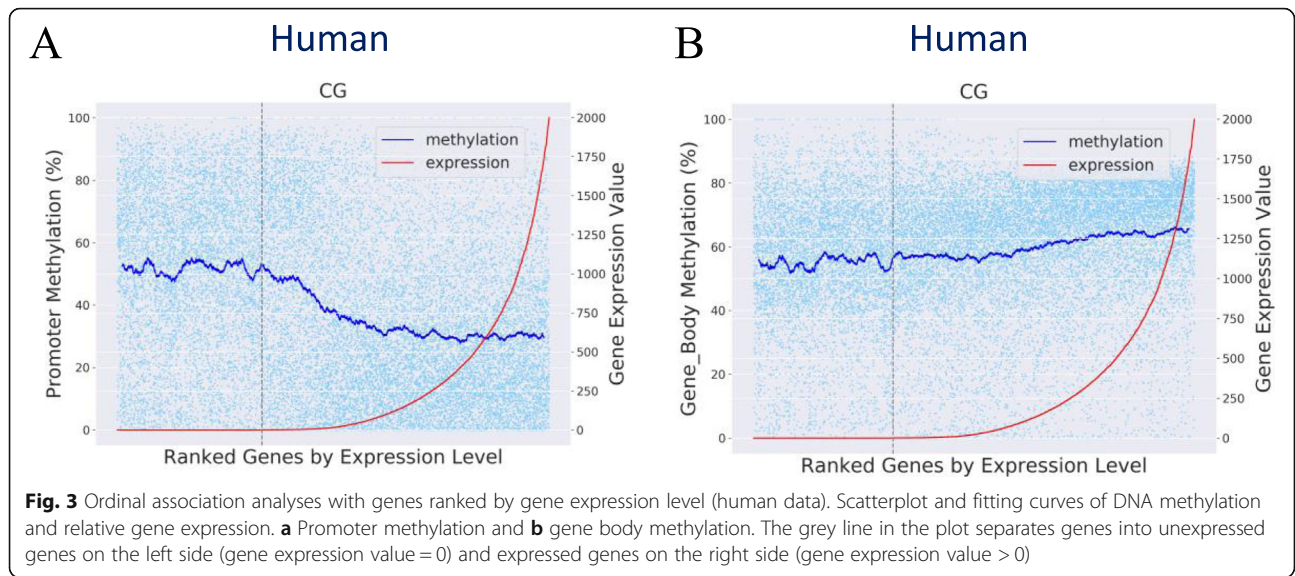 A
Human
CG
Promoter Methylation (%)
100
80
60
40
20
0
methylation
expression
2000
1750
1500
1250
1000
750
500
250
0
Gene Expression Value
Ranked Genes by Expression Level
B
Human
CG
Gene_Body Methylation (%)
100
80
60
40
20
0
methylation
expression
2000
1750
1500
1250
1000
750
500
250
0
Gene Expression Value
Ranked Genes by Expression Level
Fig. 3 Ordinal association analyses with genes ranked by gene expression level (human data). Scatterplot and fitting curves of DNA methylation
and relative gene expression. a Promoter methylation and b gene body methylation. The grey line in the plot separates genes into unexpressed
genes on the left side (gene expression value = 0) and expressed genes on the right side (gene expression value > 0)